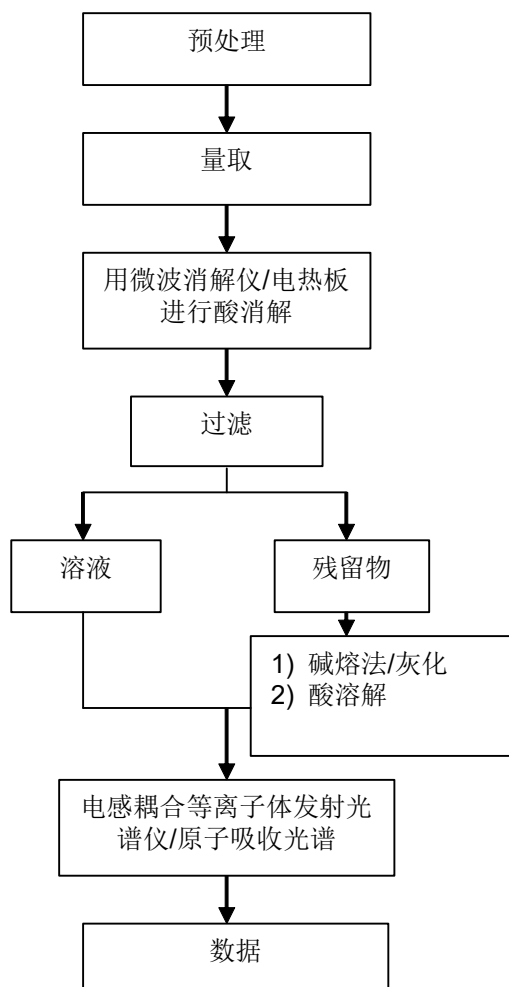 预处理
量取
用微波消解仪/电热板
进行酸消解
过滤
溶液
残留物
1) 碱熔法/灰化
2) 酸溶解
电感耦合等离子体发射光
谱仪/原子吸收光谱
数据